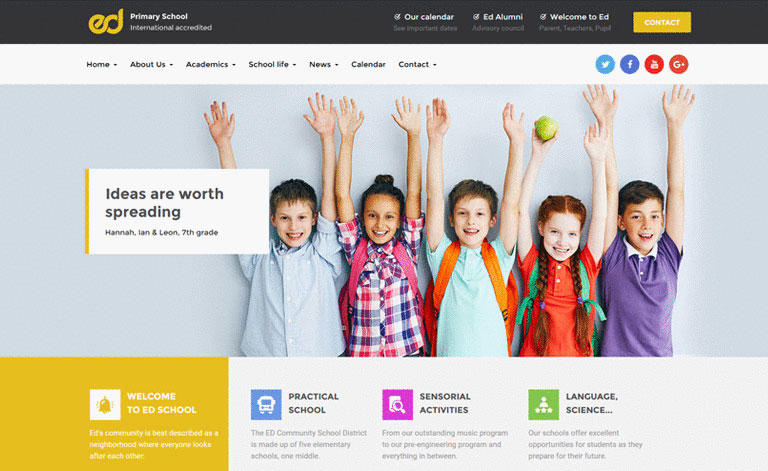 ed
Primary School
International accredited
Our calendar
See important dates
Ed Alumni
Advisory council
Welcome to Ed
Parent, Teachers, Pupil
CONTACT
Home
About Us
Academics
School life
News
Calendar
Contact
You
G+
Ideas are worth
spreading
Hannah, Ian & Leon, 7th grade
WELCOME
TO ED SCHOOL
Ed's community is best described as a
neighborhood where everyone looks
after each other.
PRACTICAL
SCHOOL
The ED Community School District
is made up of five elementary
schools, one middle.
SENSORIAL
ACTIVITIES
From our outstanding music program
to our pre-engineering program and
everything in between.
LANGUAGE,
SCIENCE...
Our schools offer excellent
opportunities for students as they
prepare for their future.